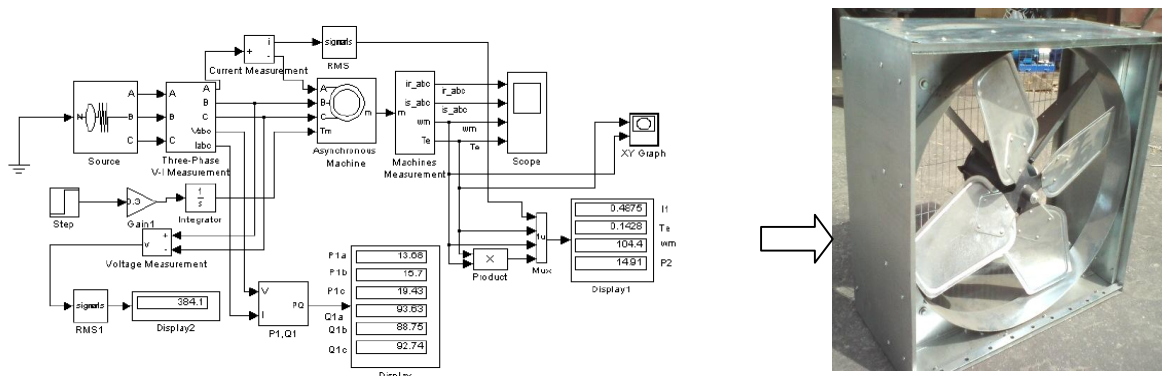 signals
RMS
i
+
-
Current Measurement
N
A
B
C
Source
A
B
C
A
B
C
Vabc
Iabc
Three-Phase
V-I Measurement
A
B
C
Tm
m
Asynchronous
Machine
m
ir_abc
is_abc
wm
Te
Machines
Measurement
ir_abc
is_abc
wm
Te
Scope
XY Graph
Step
0.3
Gain1
1
s
Integrator
+
-
v
Voltage Measurement
signals
RMS1
384.1
Display2
V
I
PQ
P1,Q1
P1a
P1b
P1c
Q1a
Q1b
Q1c
13.68
15.7
19.43
93.63
88.75
92.74
Display
×
Product
Mux
0.4875
0.1428
104.4
14.91
I1
Te
wm
P2
Display1